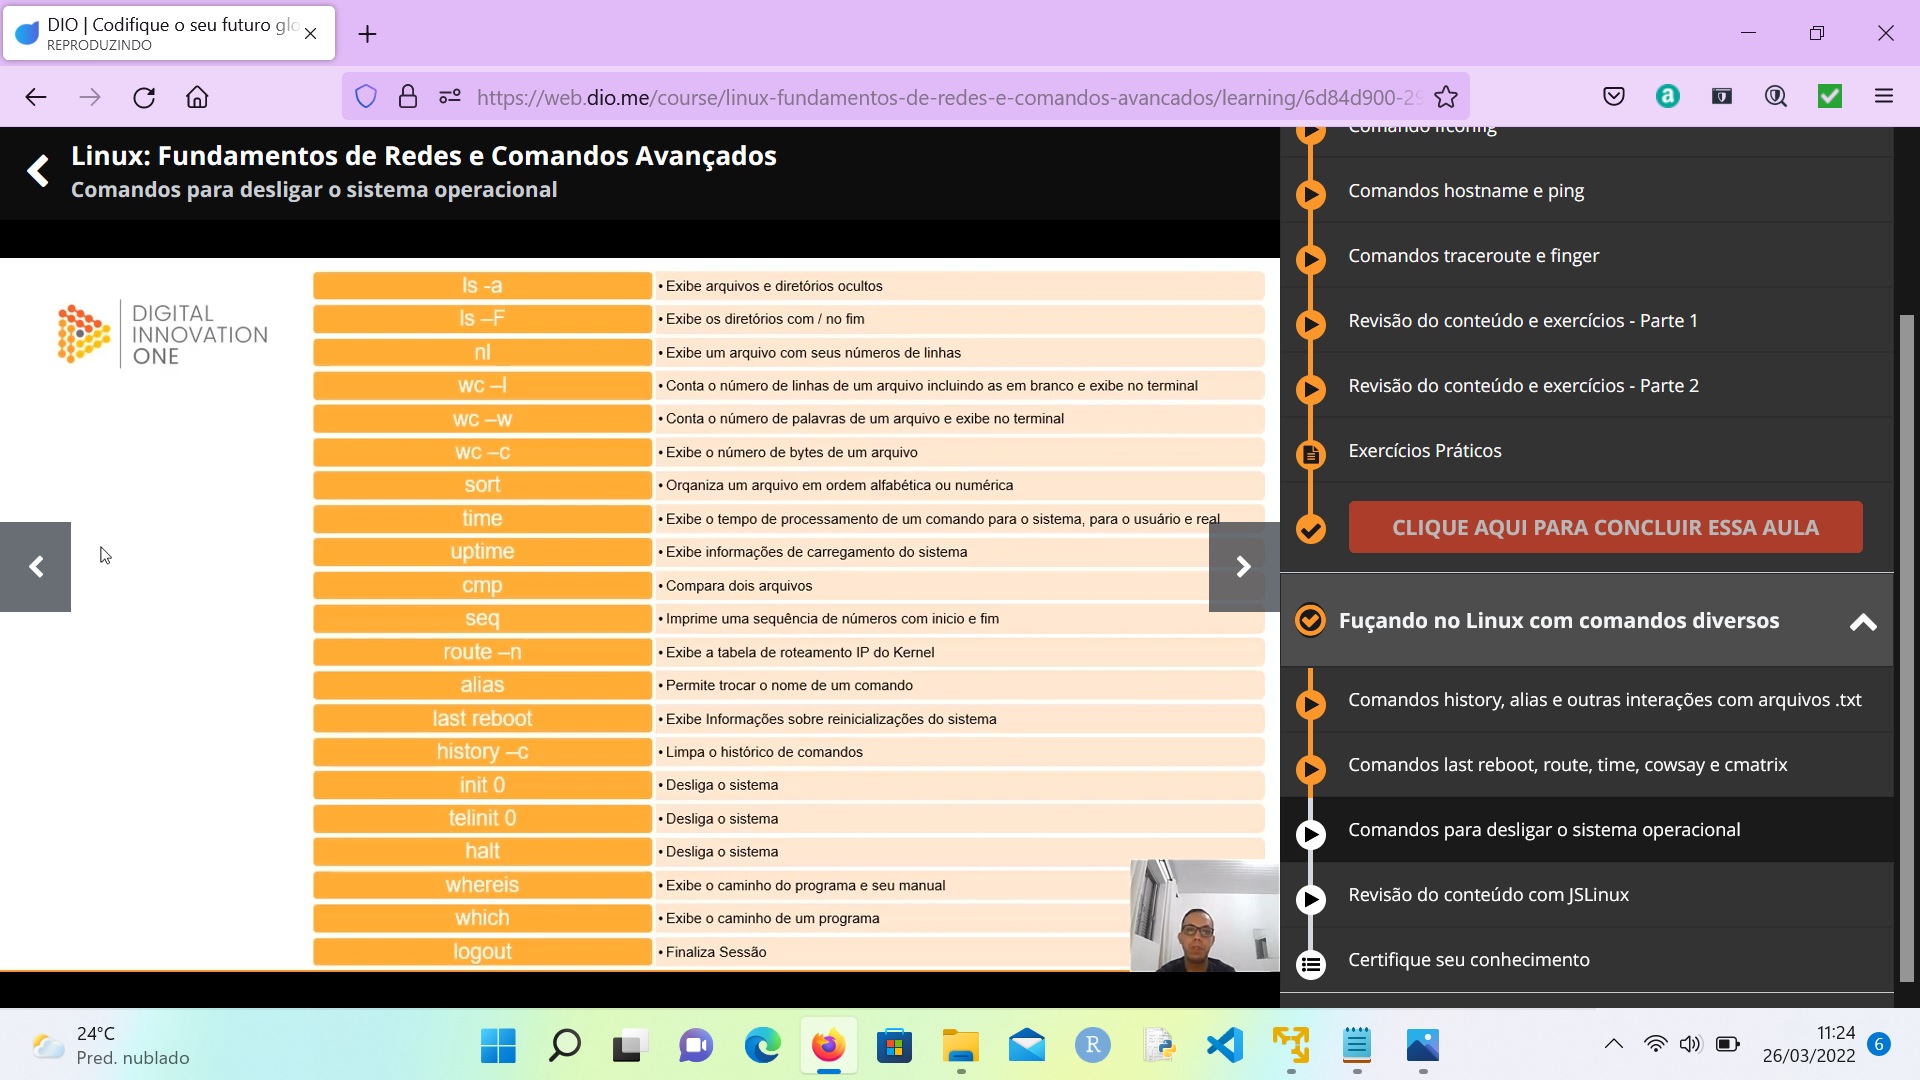 DIO | Codifique o seu futuro glo
REPRODUZINDO
https://web.dio.me/course/linux-fundamentos-de-redes-e-comandos-avancados/learning/6d84d900-29
Linux: Fundamentos de Redes e Comandos Avançados
Comandos para desligar o sistema operacional
DIGITAL
INNOVATION
ONE
ls -a
• Exibe arquivos e diretórios ocultos
ls –F
• Exibe os diretórios com / no fim
nl
• Exibe um arquivo com seus números de linhas
wc –l
• Conta o número de linhas de um arquivo incluindo as em branco e exibe no terminal
wc –w
• Conta o número de palavras de um arquivo e exibe no terminal
wc –c
• Exibe o número de bytes de um arquivo
sort
• Orqaniza um arquivo em ordem alfabética ou numérica
time
• Exibe o tempo de processamento de um comando para o sistema, para o usuário e real
uptime
• Exibe informações de carregamento do sistema
cmp
• Compara dois arquivos
seq
• Imprime uma sequência de números com inicio e fim
route –n
• Exibe a tabela de roteamento IP do Kernel
alias
• Permite trocar o nome de um comando
last reboot
• Exibe Informações sobre reinicializações do sistema
history –c
• Limpa o histórico de comandos
init 0
• Desliga o sistema
telinit 0
• Desliga o sistema
halt
• Desliga o sistema
whereis
• Exibe o caminho do programa e seu manual
which
• Exibe o caminho de um programa
logout
• Finaliza Sessão
Comando ifconfig
Comandos hostname e ping
Comandos traceroute e finger
Revisão do conteúdo e exercícios - Parte 1
Revisão do conteúdo e exercícios - Parte 2
Exercícios Práticos
CLIQUE AQUI PARA CONCLUIR ESSA AULA
Fuçando no Linux com comandos diversos
Comandos history, alias e outras interações com arquivos .txt
Comandos last reboot, route, time, cowsay e cmatrix
Comandos para desligar o sistema operacional
Revisão do conteúdo com JSLinux
Certifique seu conhecimento
24°C
Pred. nublado
11:24
26/03/2022
6